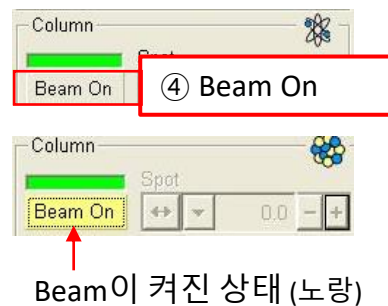 Column
Spot
Beam On
④ Beam On
Column
Spot
Beam On
0.0
Beam이 켜진 상태 (노랑)